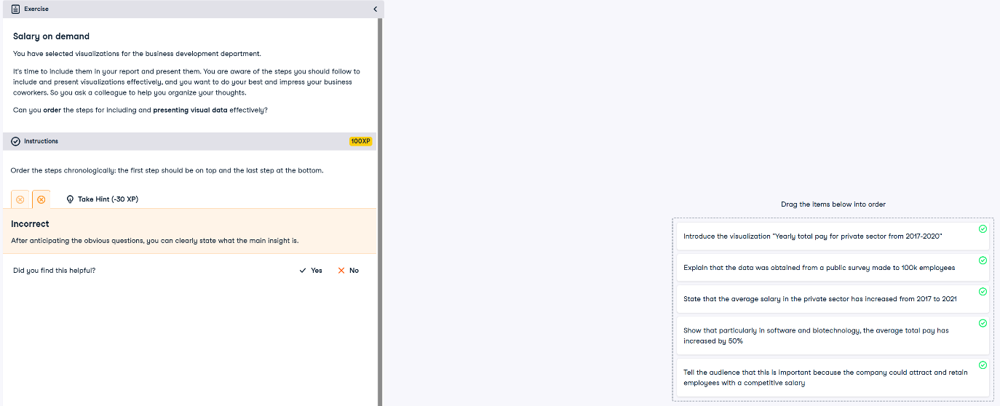 Exercise
Salary on demand
You have selected visualizations for the business development department.
It's time to include them in your report and present them. You are aware of the steps you should follow to
include and present visualizations effectively, and you want to do your best and impress your business
coworkers. So you ask a colleague to help you organize your thoughts.
Can you order the steps for including and presenting visual data effectively?
Instructions
100XP
Order the steps chronologically: the first step should be on top and the last step at the bottom.
Take Hint (-30 XP)
Incorrect
After anticipating the obvious questions, you can clearly state what the main insight is.
Did you find this helpful?
Yes
No
Drag the items below into order
Introduce the visualization "Yearly total pay for private sector from 2017-2020"
Explain that the data was obtained from a public survey made to 100k employees
State that the average salary in the private sector has increased from 2017 to 2021
Show that particularly in software and biotechnology, the average total pay has
increased by 50%
Tell the audience that this is important because the company could attract and retain
employees with a competitive salary